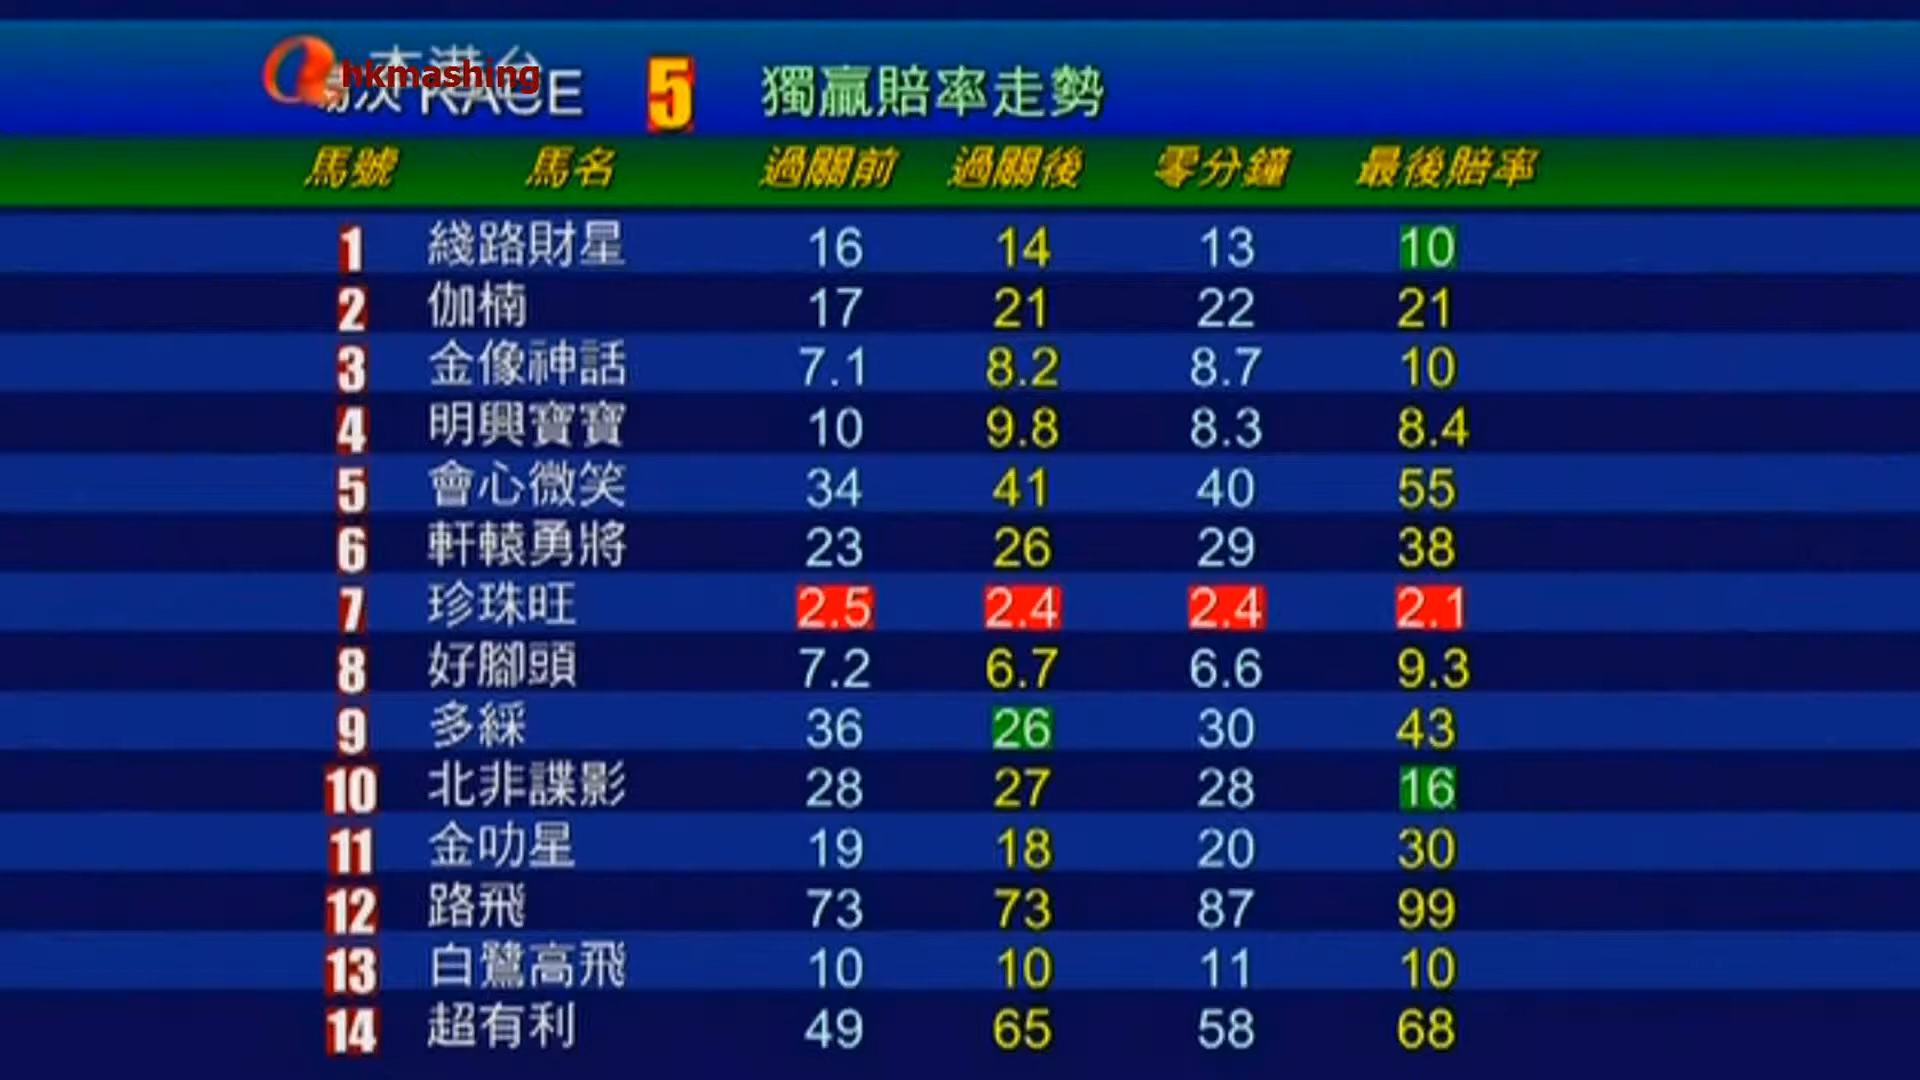 本港台
hkmashing
場次 RACE 5 獨贏賠率走勢
馬號 馬名 過關前 過關後 零分鐘 最後賠率
1 綫路財星 16 14 13 10
2 伽楠 17 21 22 21
3 金像神話 7.1 8.2 8.7 10
4 明興寶寶 10 9.8 8.3 8.4
5 會心微笑 34 41 40 55
6 軒轅勇將 23 26 29 38
7 珍珠旺 2.5 2.4 2.4 2.1
8 好腳頭 7.2 6.7 6.6 9.3
9 多綵 36 26 30 43
10 北非諜影 28 27 28 16
11 金叻星 19 18 20 30
12 路飛 73 73 87 99
13 白鷺高飛 10 10 11 10
14 超有利 49 65 58 68